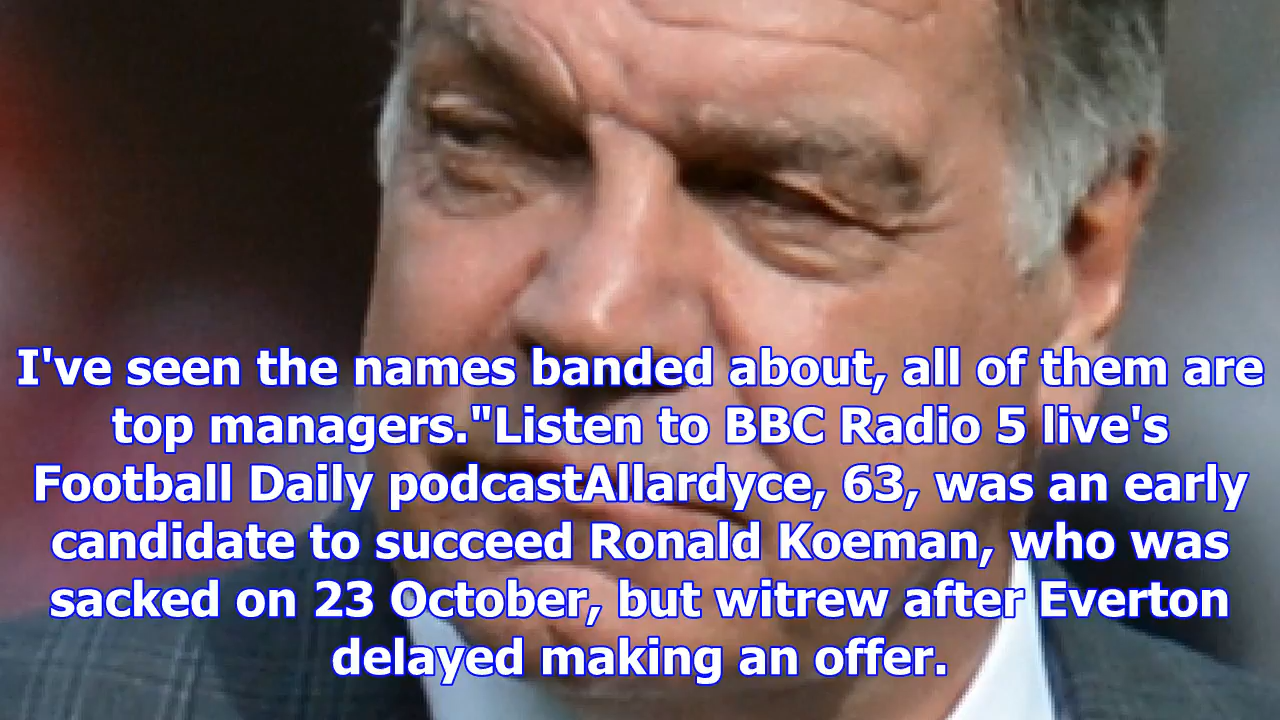 I've seen the names banded about, all of them are
top managers."Listen to BBC Radio 5 live's
Football Daily podcastAllardyce, 63, was an early
candidate to succeed Ronald Koeman, who was
sacked on 23 October, but witrew after Everton
delayed making an offer.